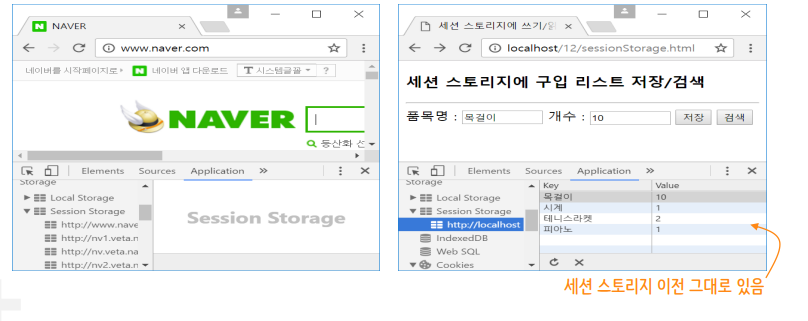 NAVER
www.naver.com
네이버를 시작페이지로
네이버 앱 다운로드
시스템글꼴
?
NAVER
등산화 선
Elements Sources Application »
Storage
Local Storage
Session Storage
http://www.nave
http://nv1.veta.n
http://nv.veta.na
http://nv2.veta.n
Session Storage
세션 스토리지에 쓰기/읽
localhost/12/sessionStorage.html
세션 스토리지에 구입 리스트 저장/검색
품목명 : 목걸이 개수 : 10 저장 검색
Elements Sources Application »
Storage
Local Storage
Session Storage
http://localhost
IndexedDB
Web SQL
Cookies
Key Value
목걸이 10
시계 1
테니스라켓 2
피아노 1
세션 스토리지 이전 그대로 있음